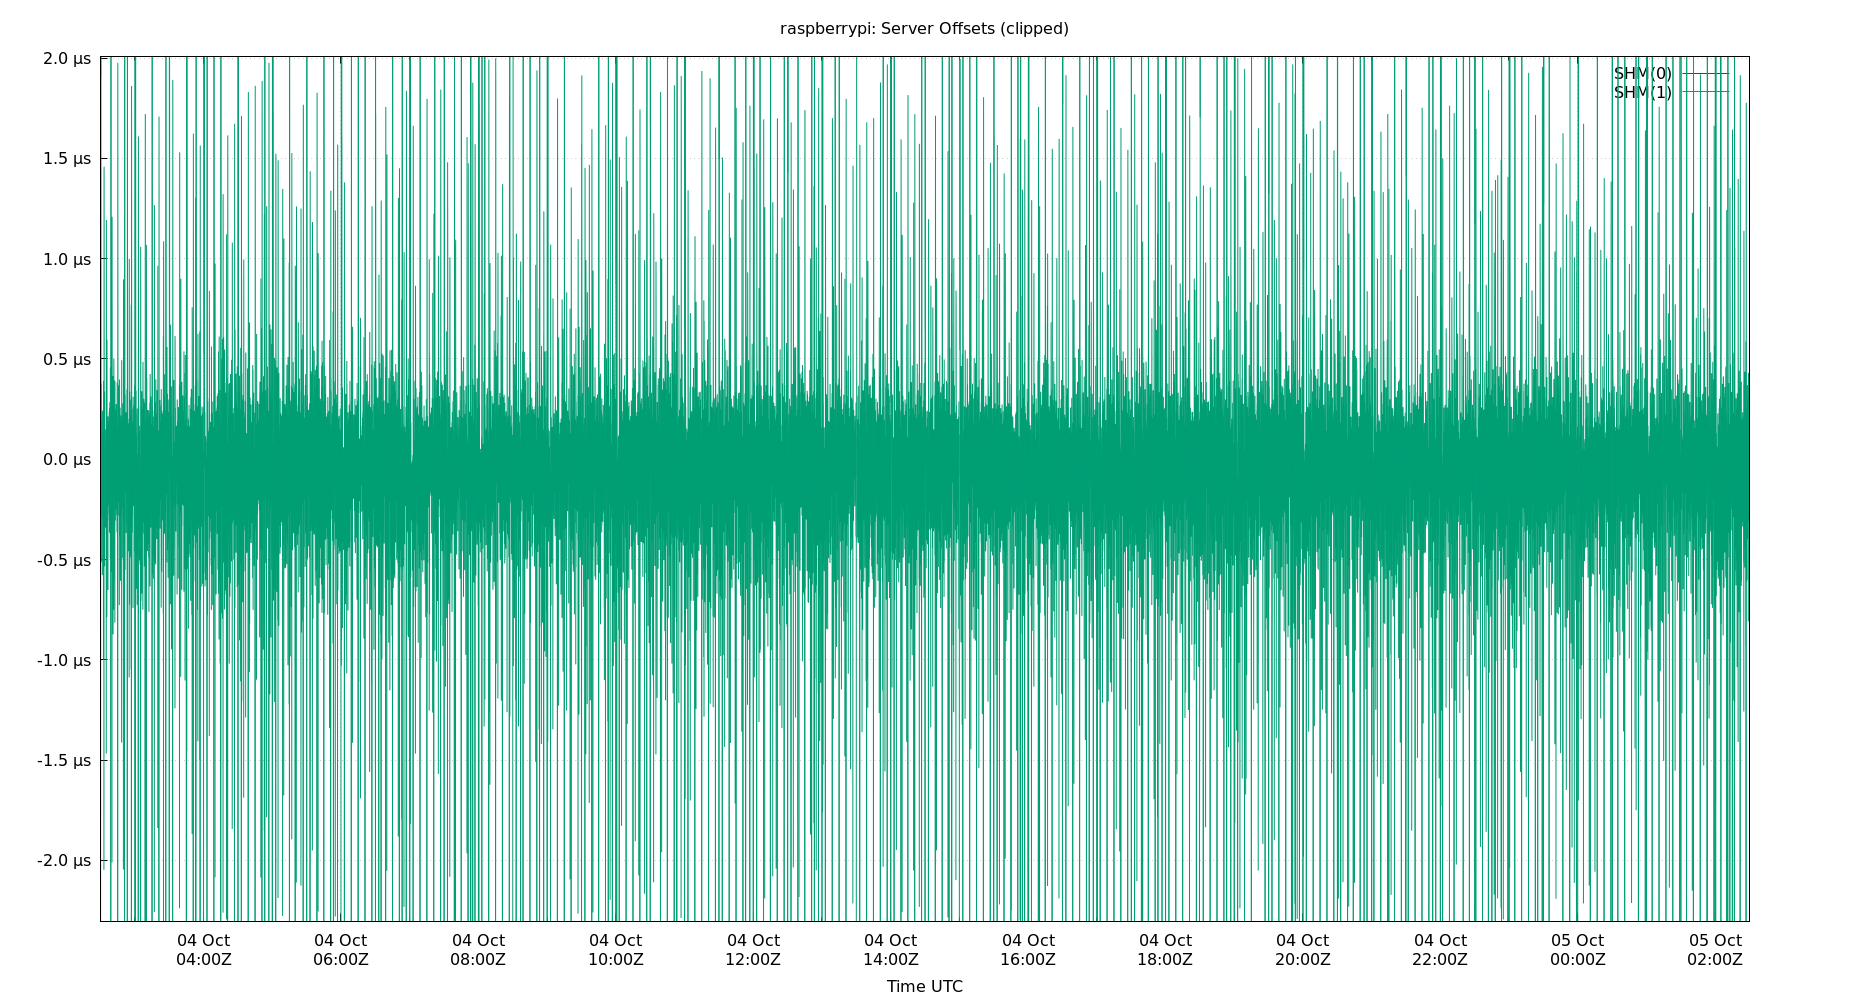 raspberrypi: Server Offsets (clipped)
2.0 µs
SHM(0)
SHM(1)
1.5 µs
1.0 µs
0.5 µs
0.0 µs
-0.5 µs
-1.0 µs
-1.5 µs
-2.0 µs
04 Oct 04 Oct 04 Oct 04 Oct 04 Oct 04 Oct 04 Oct 04 Oct 04 Oct 04 Oct 05 Oct 05 Oct
04:00Z 06:00Z 08:00Z 10:00Z 12:00Z 14:00Z 16:00Z 18:00Z 20:00Z 22:00Z 00:00Z 02:00Z
Time UTC